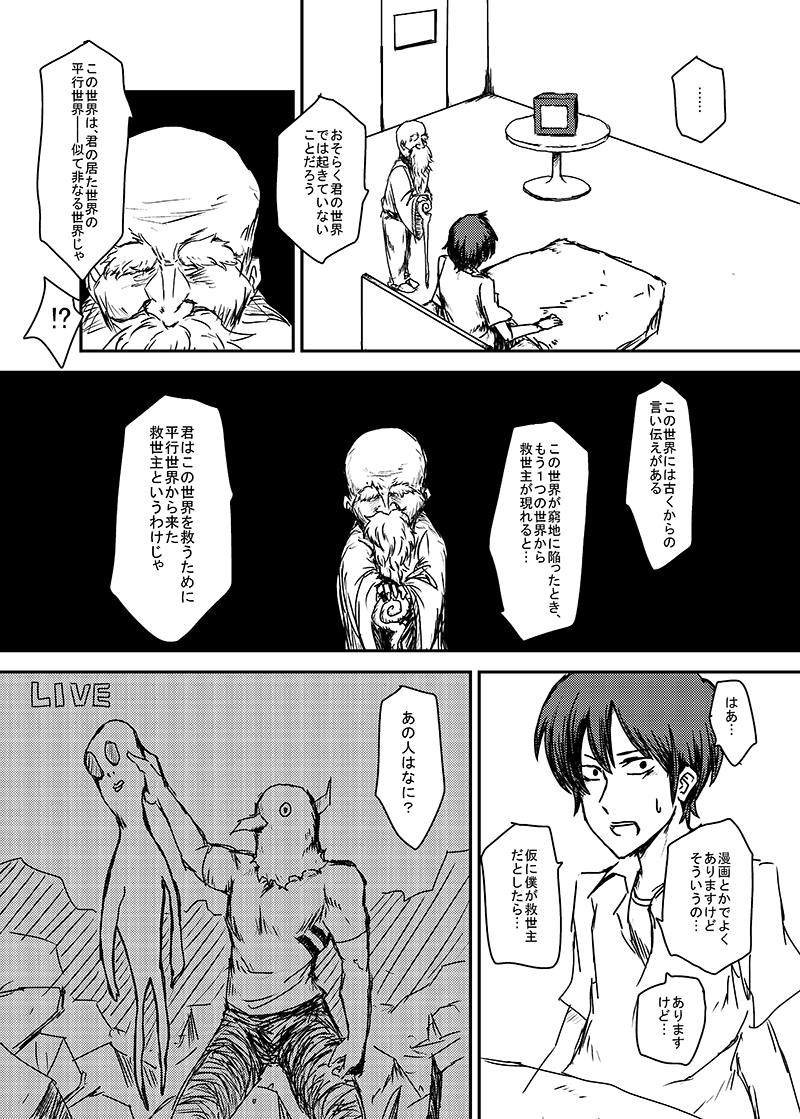 ……
おそらく君の世界
では起きていない
ことだろう
この世界は、君の居た世界の
平行世界――似て非なる世界じゃ
!?
この世界には古くからの
言い伝えがある
この世界が窮地に陥ったとき、
もう１つの世界から
救世主が現れると…
君はこの世界を救うために
平行世界から来た
救世主というわけじゃ
はあ…
漫画とかでよく
ありますけど
そういうの…
あります
けど…
仮に僕が救世主
だとしたら…
あの人はなに？
LIVE